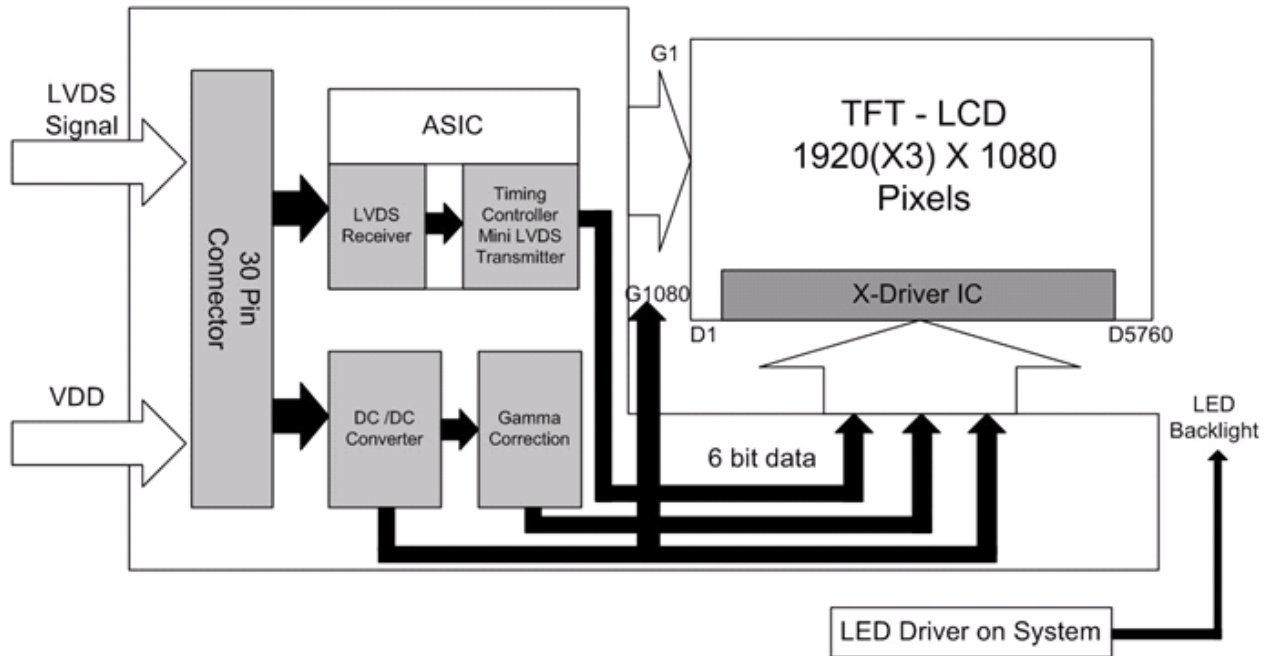 LVDS
Signal
VDD
30 Pin
Connector
ASIC
LVDS
Receiver
Timing
Controller
Mini LVDS
Transmitter
DC /DC
Converter
Gamma
Correction
G1
G1080
TFT - LCD
1920(X3) X 1080
Pixels
X-Driver IC
D1
D5760
6 bit data
LED
Backlight
LED Driver on System